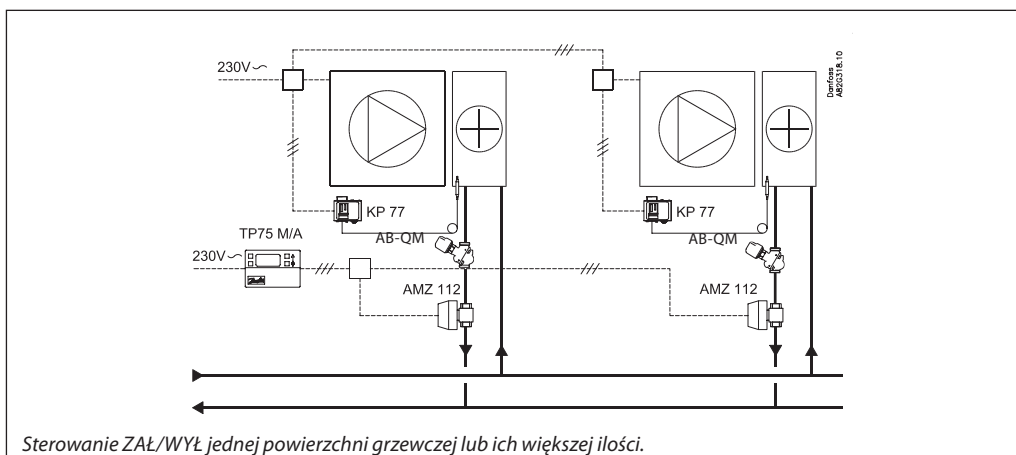 230V~
Danfoss
AB2G318.10
KP 77
KP 77
TP75 M/A
AB-QM
AB-QM
230V~
AMZ 112
AMZ 112
Sterowanie ZAŁ/WYŁ jednej powierzchni grzewczej lub ich większej ilości.